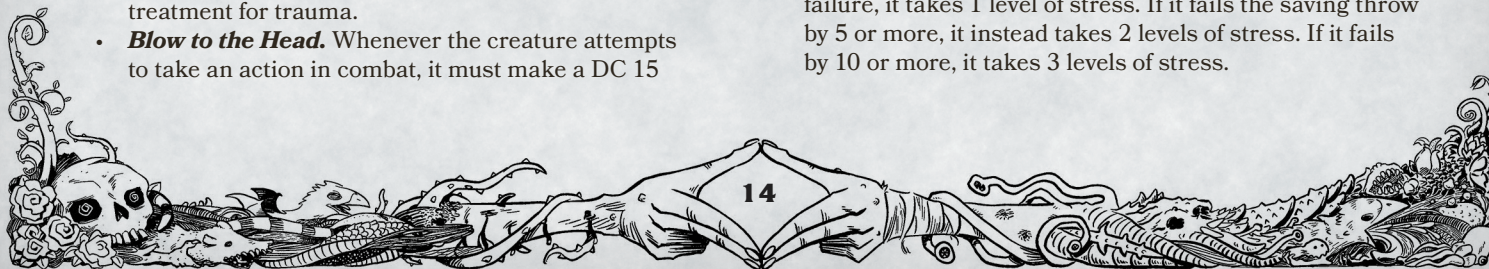 treatment for trauma.
• Blow to the Head. Whenever the creature attempts
to take an action in combat, it must make a DC 15
failure, it takes 1 level of stress. If it fails the saving throw
by 5 or more, it instead takes 2 levels of stress. If it fails
by 10 or more, it takes 3 levels of stress.
14